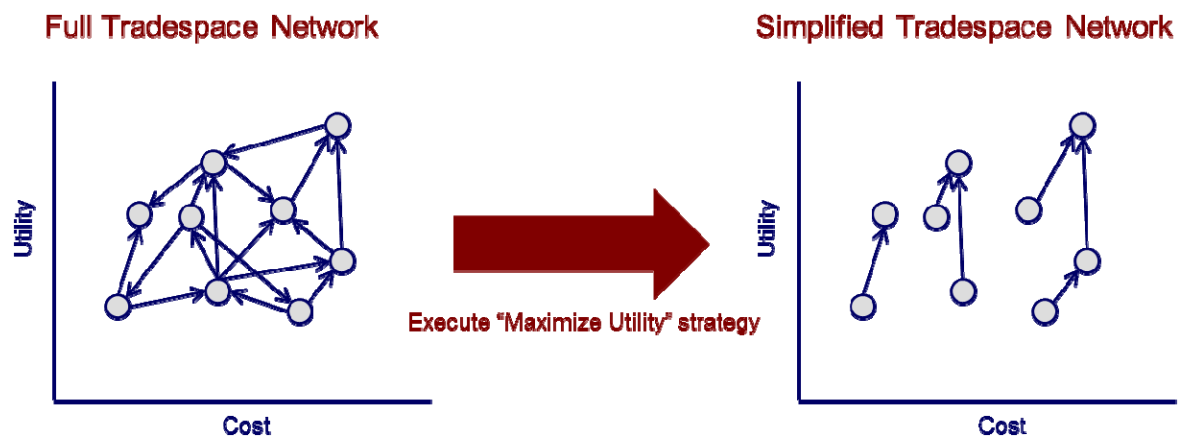 Full Tradespace Network
Simplified Tradespace Network
Utility
Cost
Execute "Maximize Utility" strategy
Utility
Cost